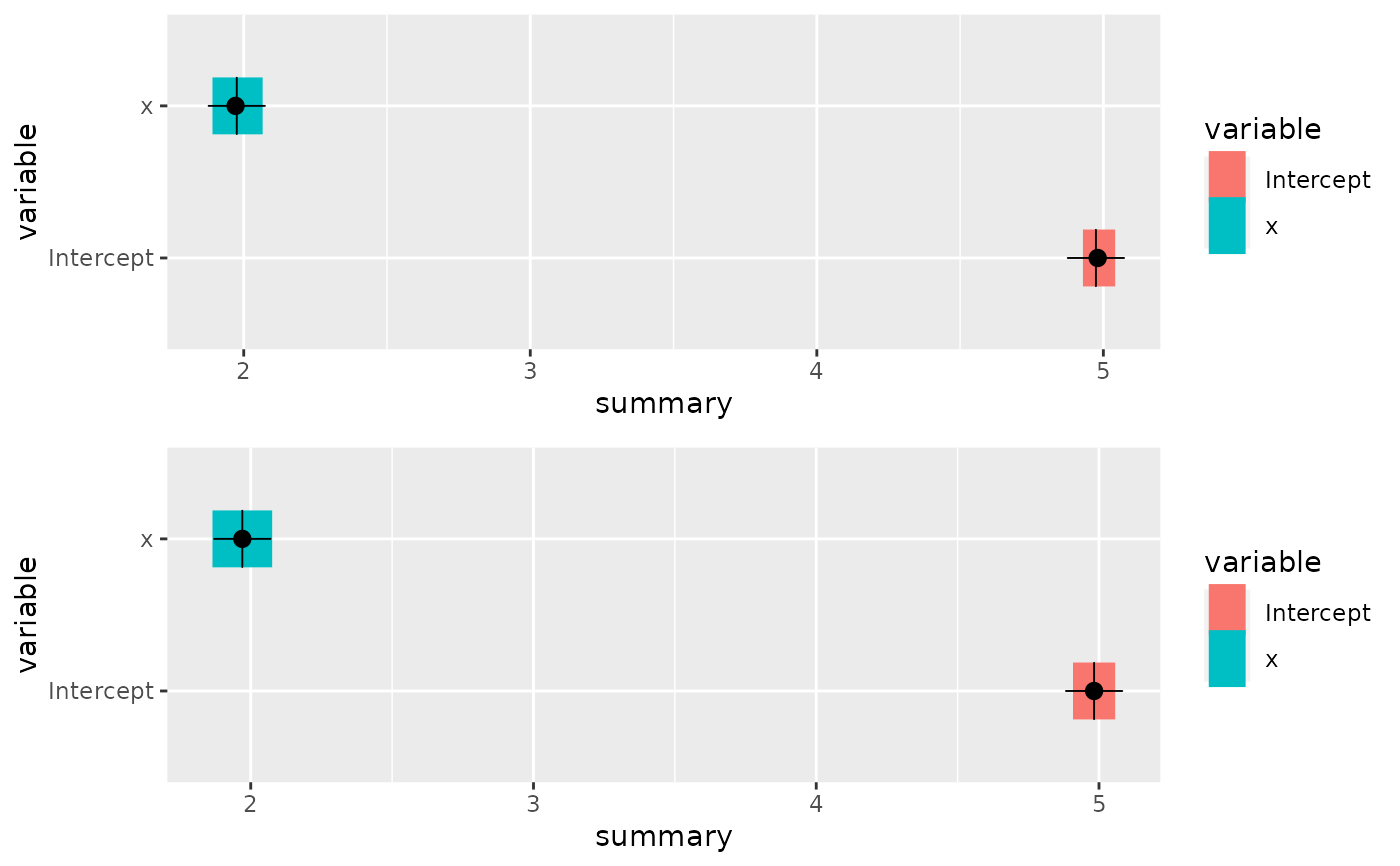 x
Intercept
variable
2 3 4 5
summary
variable
Intercept
x
x
Intercept
variable
2 3 4 5
summary
variable
Intercept
x